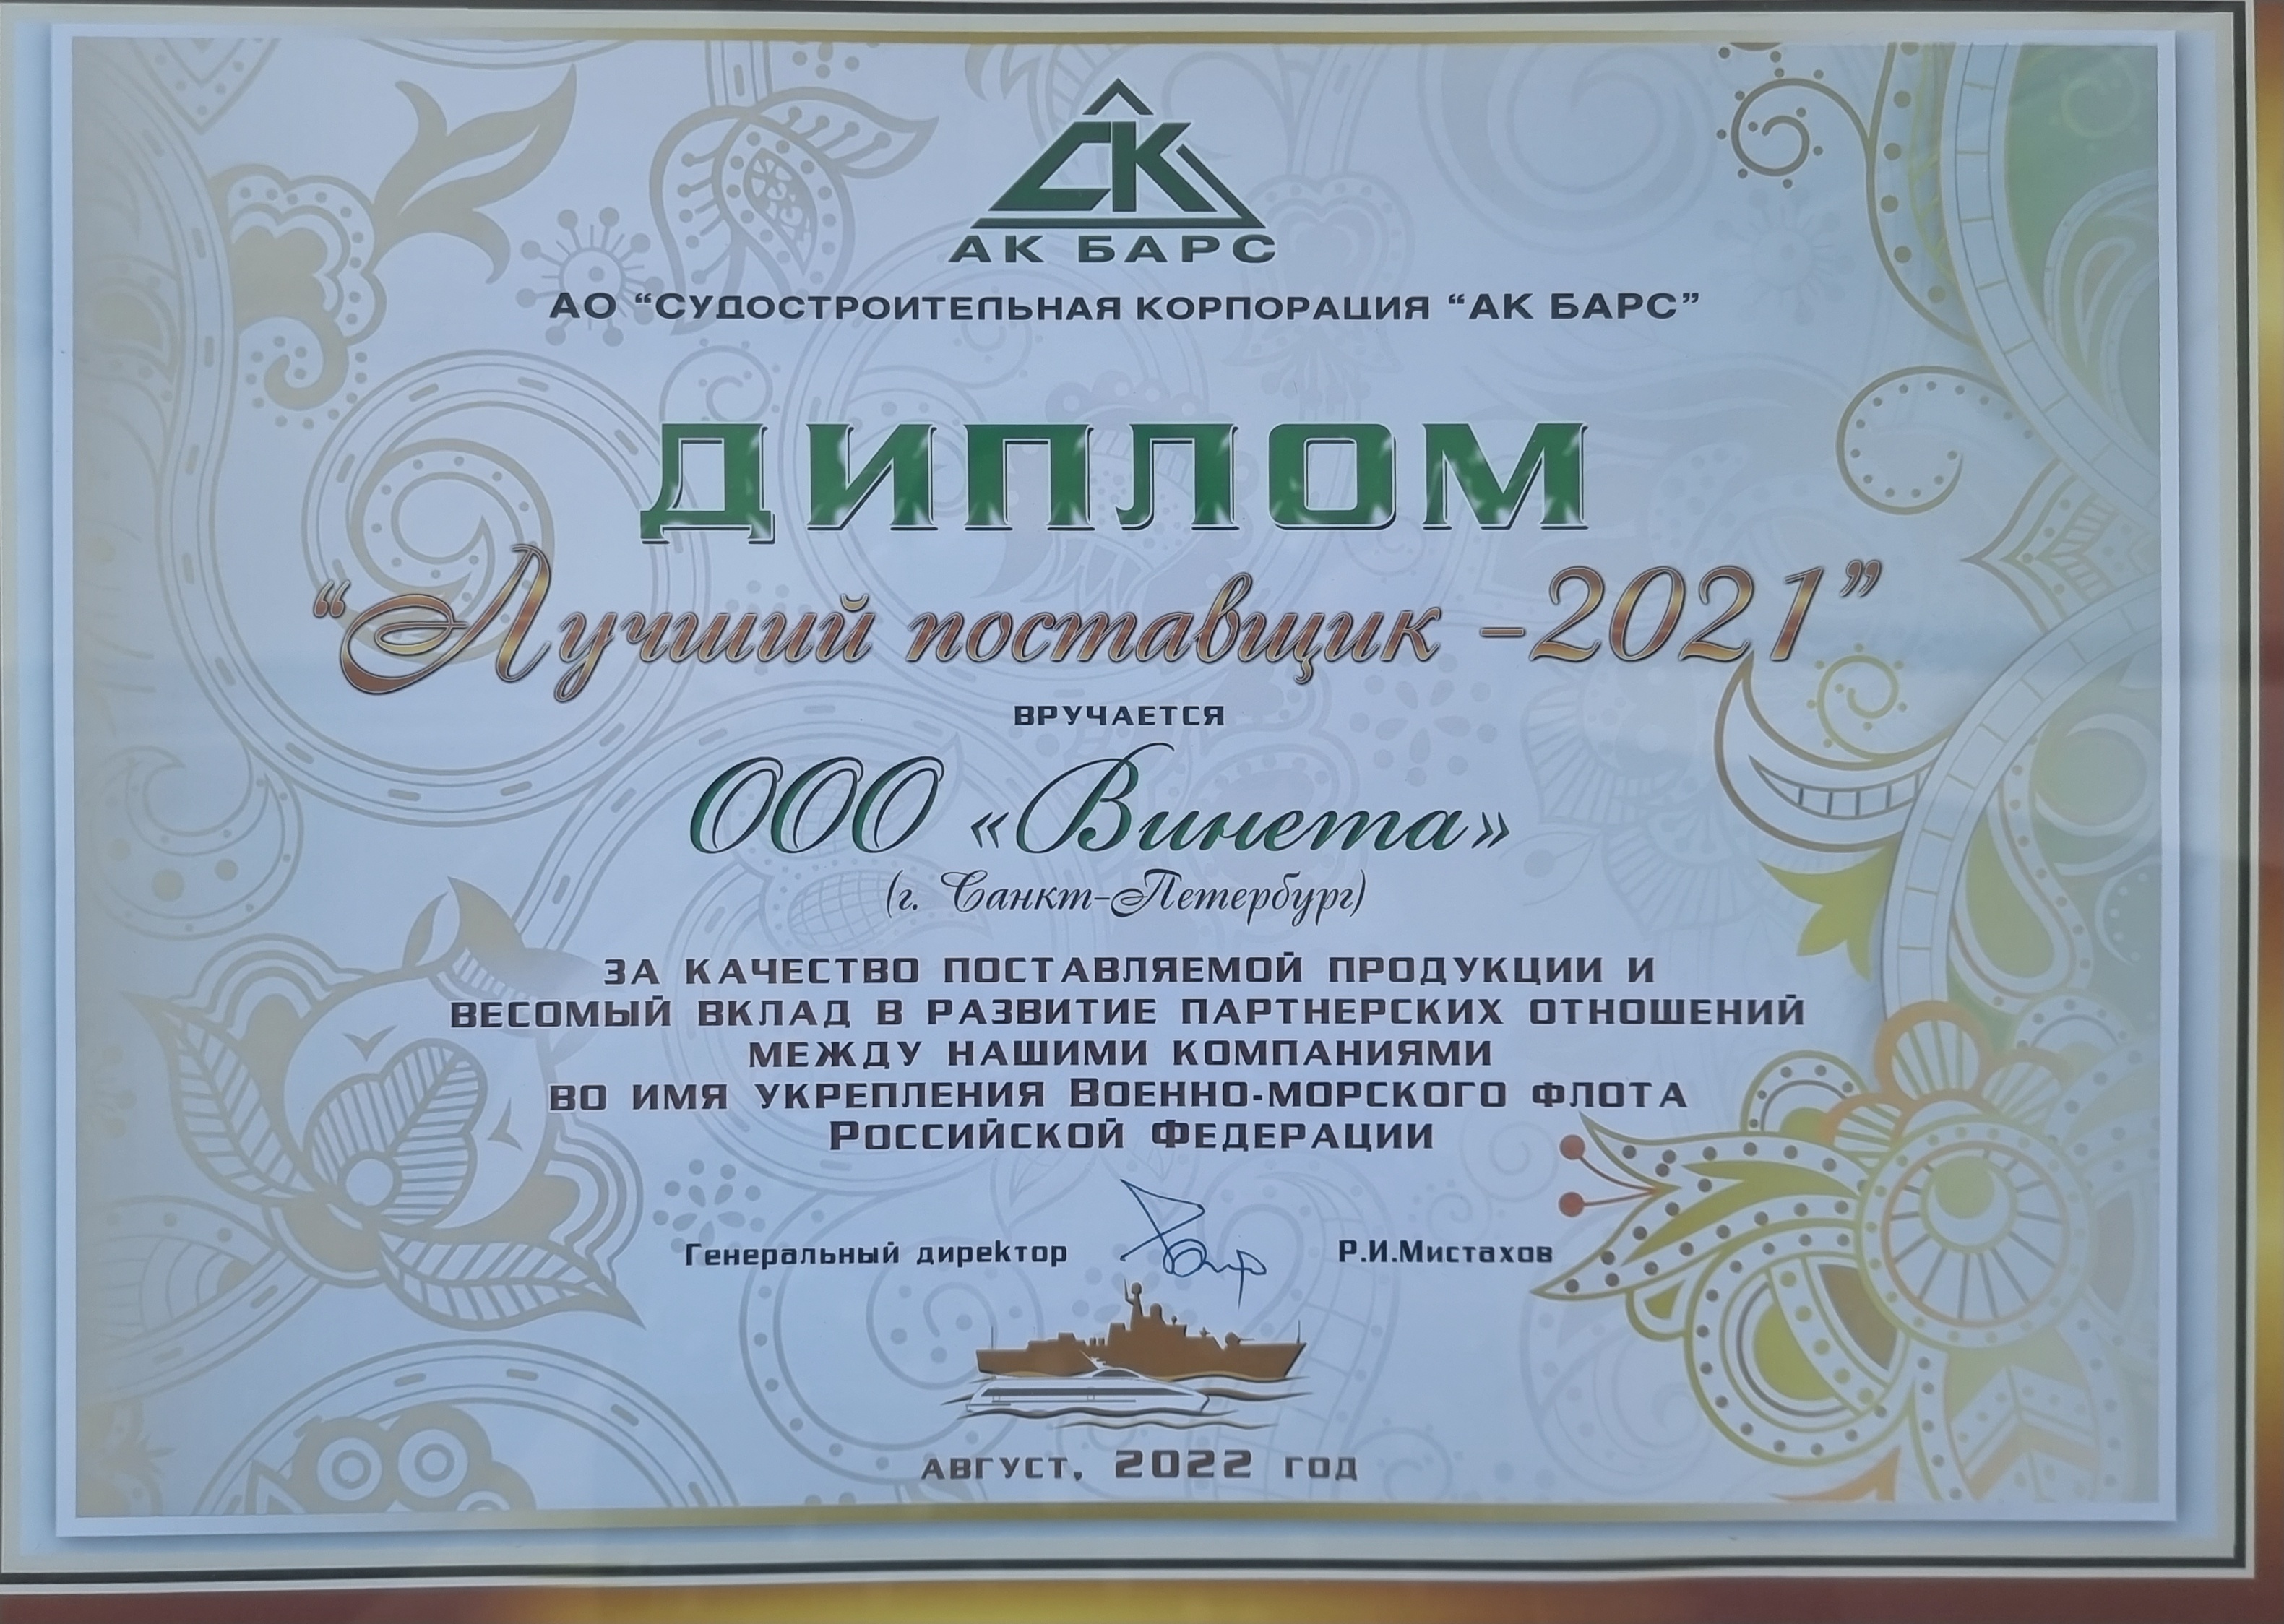 СК
АК БАРС
АО “СУДОСТРОИТЕЛЬНАЯ КОРПОРАЦИЯ “АК БАРС”
ДИПЛОМ
“Лучший поставщик -2021”
ВРУЧАЕТСЯ
ООО «Винета»
(г. Санкт-Петербург)
ЗА КАЧЕСТВО ПОСТАВЛЯЕМОЙ ПРОДУКЦИИ И
ВЕСОМЫЙ ВКЛАД В РАЗВИТИЕ ПАРТНЕРСКИХ ОТНОШЕНИЙ
МЕЖДУ НАШИМИ КОМПАНИЯМИ
ВО ИМЯ УКРЕПЛЕНИЯ ВОЕННО-МОРСКОГО ФЛОТА
РОССИЙСКОЙ ФЕДЕРАЦИИ
Генеральный директор Р.И.Мистахов
АВГУСТ, 2022 ГОД